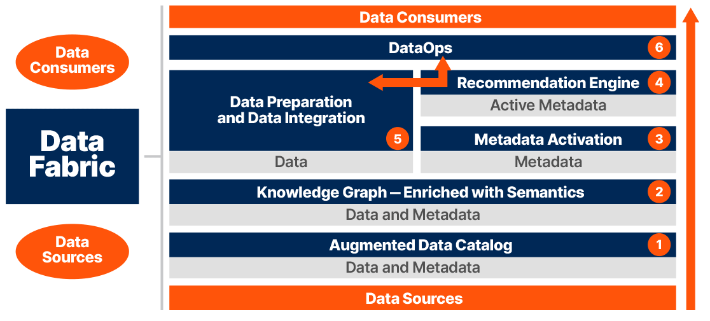 Data Consumers
Data
Consumers
DataOps
6
Recommendation Engine
4
Active Metadata
Data Preparation
and Data Integration
5
Data
Data
Fabric
Metadata Activation
3
Metadata
Knowledge Graph – Enriched with Semantics
2
Data and Metadata
Data
Sources
Augmented Data Catalog
1
Data and Metadata
Data Sources